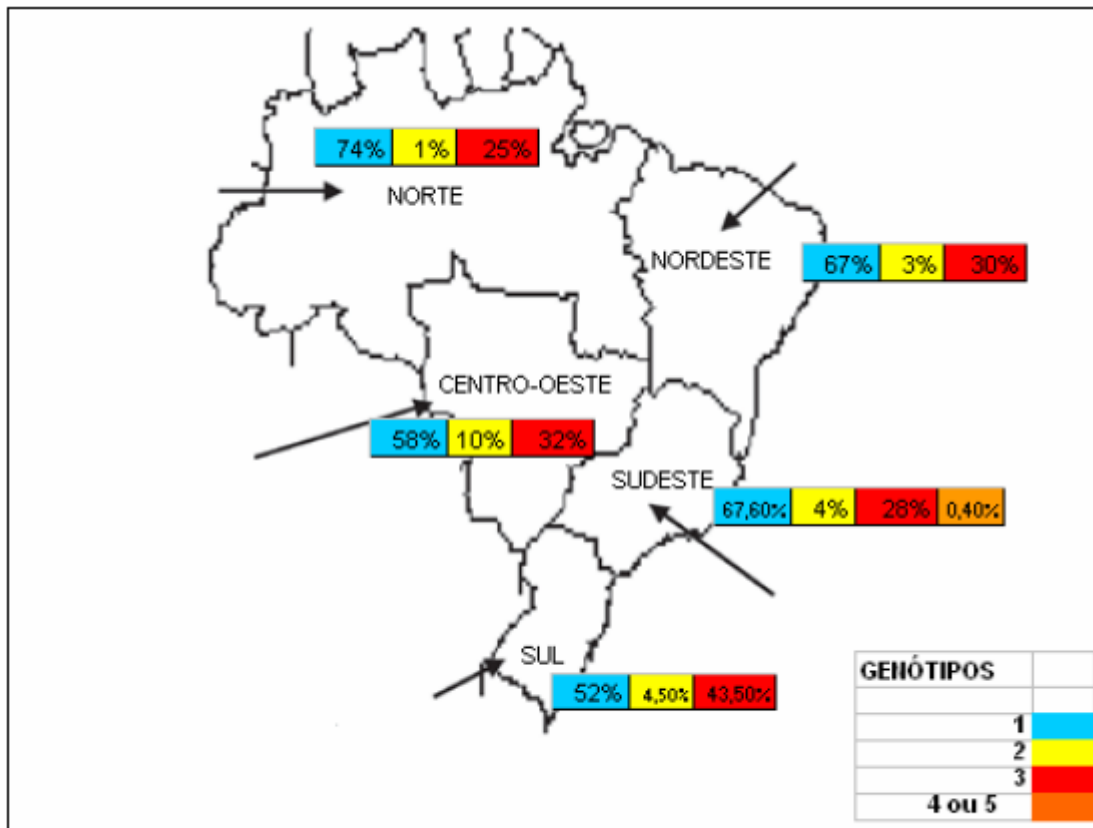 74% 1% 25%
NORTE
NORDESTE
67% 3% 30%
CENTRO-OESTE
58% 10% 32%
SUDESTE
67,60% 4% 28% 0,40%
SUL
52% 4,50% 43,50%
GENÓTIPOS
1
2
3
4 ou 5